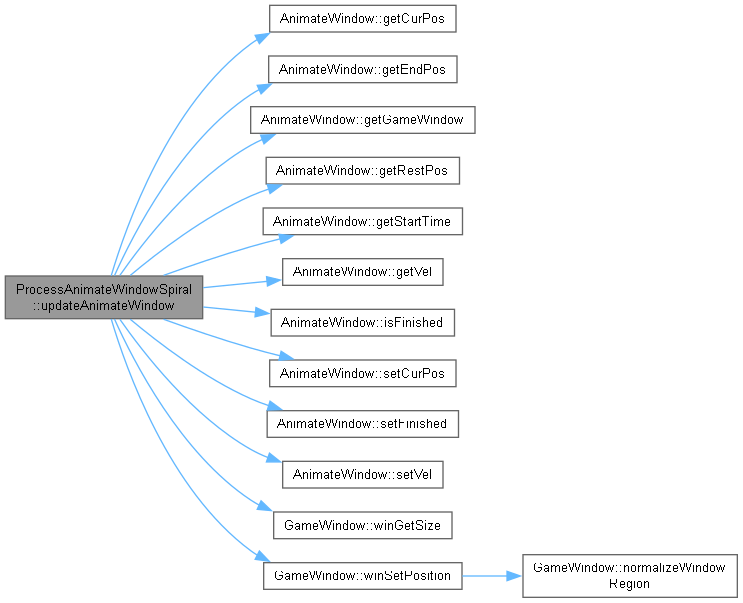 AnimateWindow::getCurPos
AnimateWindow::getEndPos
AnimateWindow::getGameWindow
AnimateWindow::getRestPos
AnimateWindow::getStartTime
ProcessAnimateWindowSpiral
::updateAnimateWindow
AnimateWindow::getVel
AnimateWindow::isFinished
AnimateWindow::setCurPos
AnimateWindow::setFinished
AnimateWindow::setVel
GameWindow::winGetSize
GameWindow::winSetPosition
GameWindow::normalizeWindow
Region